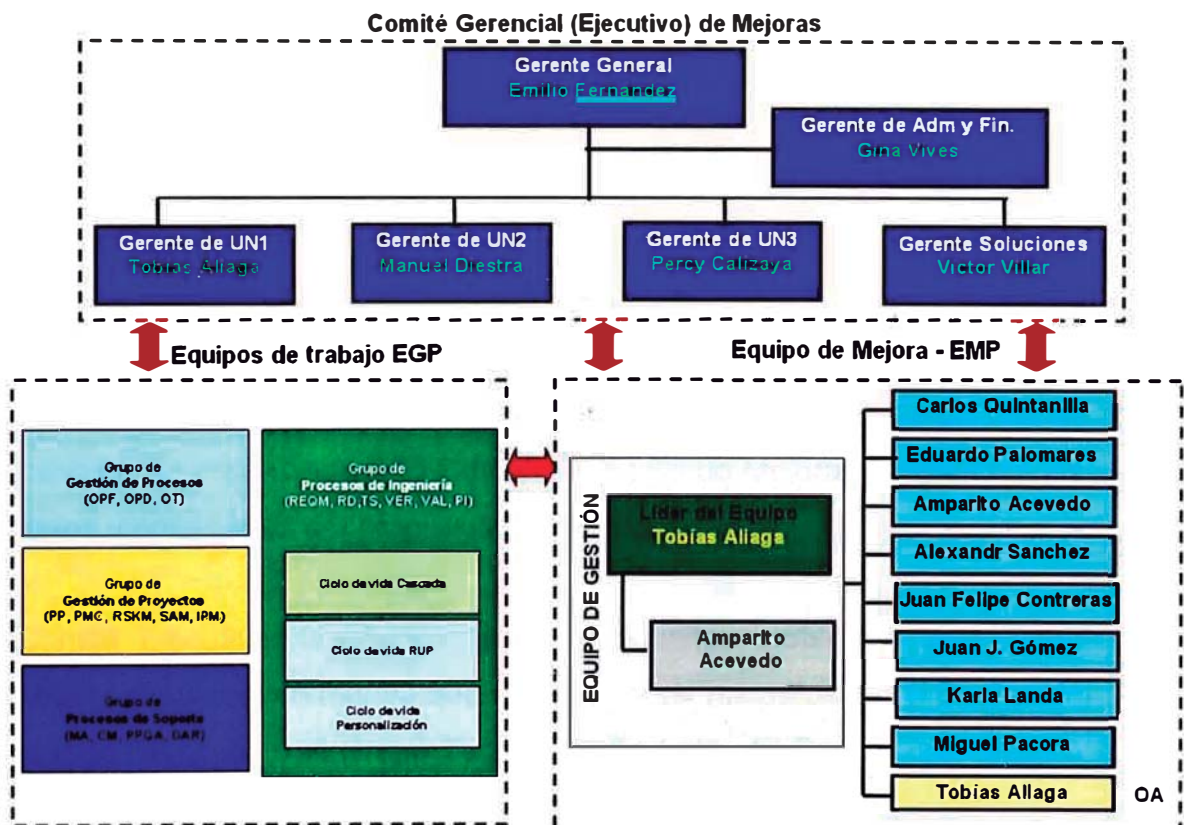 Comité Gerencial (Ejecutivo) de Mejoras
Gerente General
Emilio Fernandez
Gerente de Adm y Fin.
Gina Vives
Gerente de UN1
Tobias Aliaga
Gerente de UN2
Manuel Diestra
Gerente de UN3
Percy Calizaya
Gerente Soluciones
Victor Villar
Equipos de trabajo EGP
Equipo de Mejora - EMP
Grupo de
Gestión de Procesos
(OPF, OPD, OT)
Grupo de
Gestión de Proyectos
(PP, PMC, RSKM, SAM, IPM)
Grupo de
Procesos de Soporte
(MA, CM, PPQA, DAR)
Grupo de
Procesos de Ingeniería
(REQM, RD,TS, VER, VAL, PI)
Ciclo de vida Cascada
Ciclo de vida RUP
Ciclo de vida
Personalización
EQUIPO DE GESTIÓN
Líder del Equipo
Tobías Aliaga
Amparito
Acevedo
Carlos Quintanilla
Eduardo Palomares
Amparito Acevedo
Alexandr Sanchez
Juan Felipe Contreras
Juan J. Gómez
Karla Landa
Miguel Pacora
Tobías Aliaga
OA